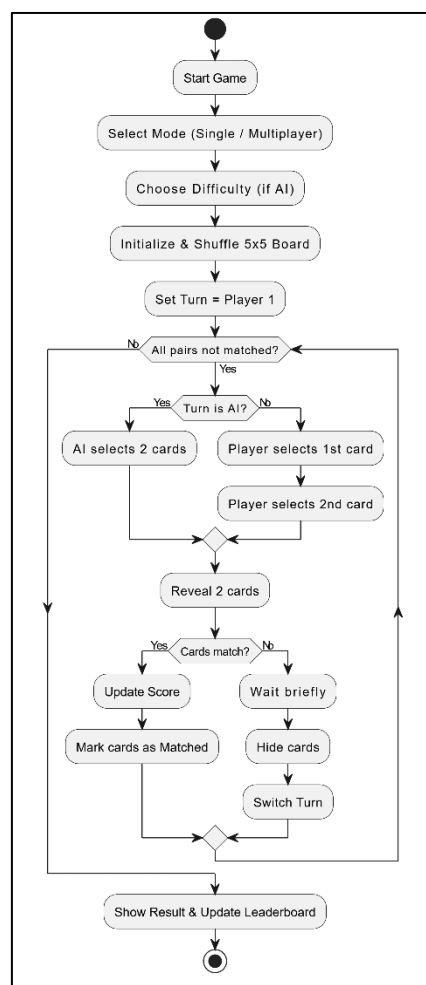 Start Game
Select Mode (Single / Multiplayer)
Choose Difficulty (if AI)
Initialize & Shuffle 5x5 Board
Set Turn = Player 1
No
All pairs not matched?
Yes
Yes
Turn is AI?
No
AI selects 2 cards
Player selects 1st card
Player selects 2nd card
Reveal 2 cards
Yes
Cards match?
No
Update Score
Wait briefly
Mark cards as Matched
Hide cards
Switch Turn
Show Result & Update Leaderboard